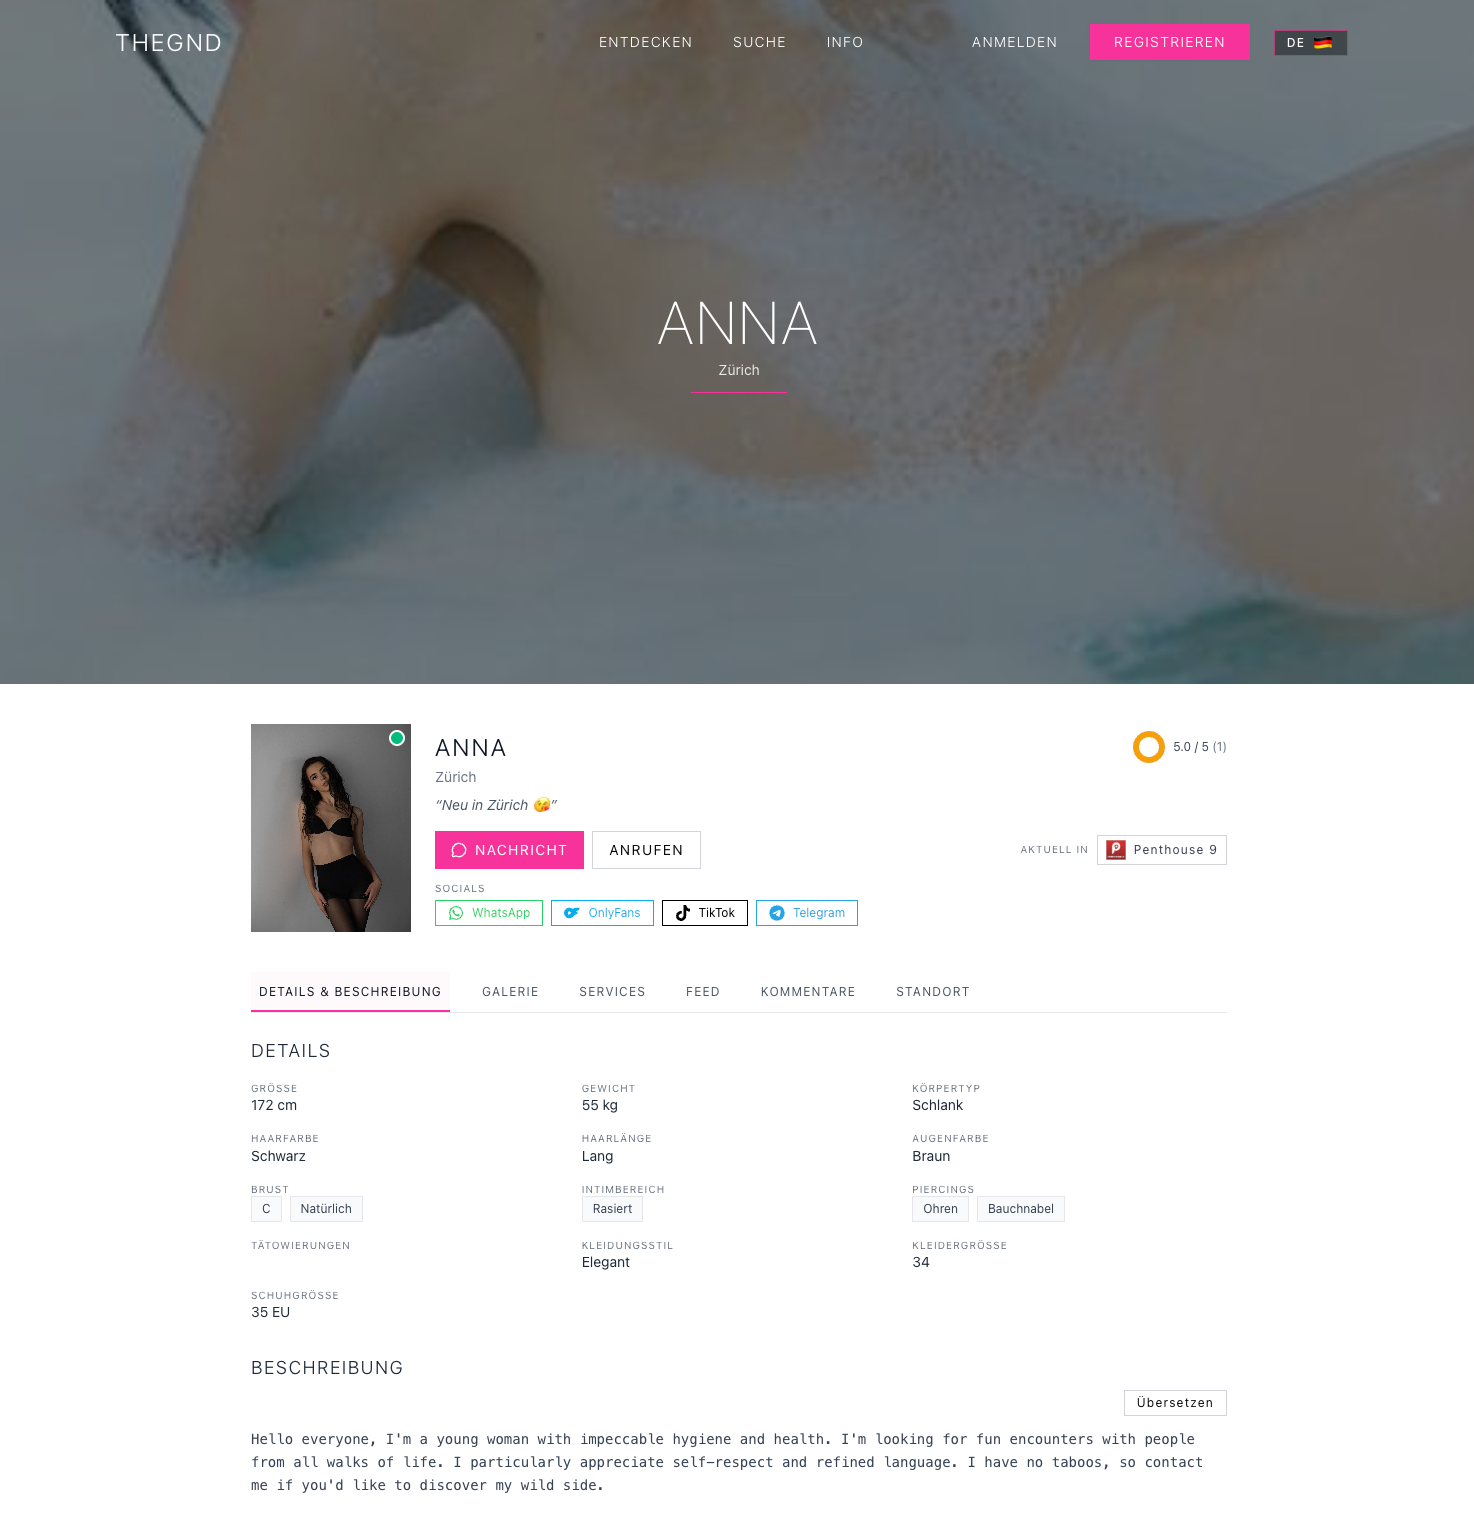 THEGND
ENTDECKEN SUCHE INFO ANMELDEN REGISTRIEREN DE
ANNA
Zürich
ANNA
5.0 / 5 (1)
Zürich
“Neu in Zürich 😘”
NACHRICHT ANRUFEN
AKTUELL IN Penthouse 9
SOCIALS
WhatsApp OnlyFans TikTok Telegram
DETAILS & BESCHREIBUNG GALERIE SERVICES FEED KOMMENTARE STANDORT
DETAILS
GRÖSSE GEWICHT KÖRPERTYP
172 cm 55 kg Schlank
HAARFARBE HAARLÄNGE AUGENFARBE
Schwarz Lang Braun
BRUST INTIMBEREICH PIERCINGS
C Natürlich Rasiert Ohren Bauchnabel
TÄTOWIERUNGEN KLEIDUNGSSTIL KLEIDERGRÖSSE
Elegant 34
SCHUHGRÖSSE
35 EU
BESCHREIBUNG
Übersetzen
Hello everyone, I'm a young woman with impeccable hygiene and health. I'm looking for fun encounters with people
from all walks of life. I particularly appreciate self-respect and refined language. I have no taboos, so contact
me if you'd like to discover my wild side.